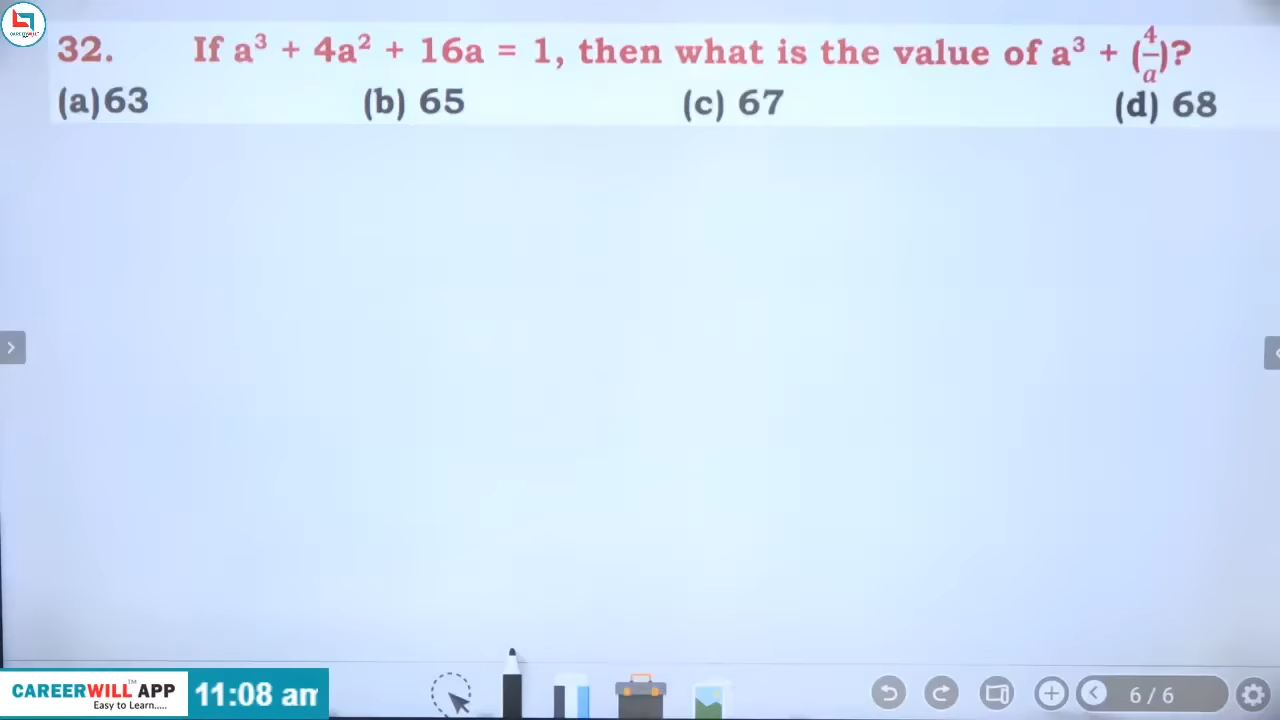 CAREERWILL
32. If a³ + 4a² + 16a = 1, then what is the value of a³ + (4/a)?
(a)63 (b) 65 (c) 67 (d) 68
CAREERWILL™ APP
Easy to Learn.....
11:08 am
6 / 6